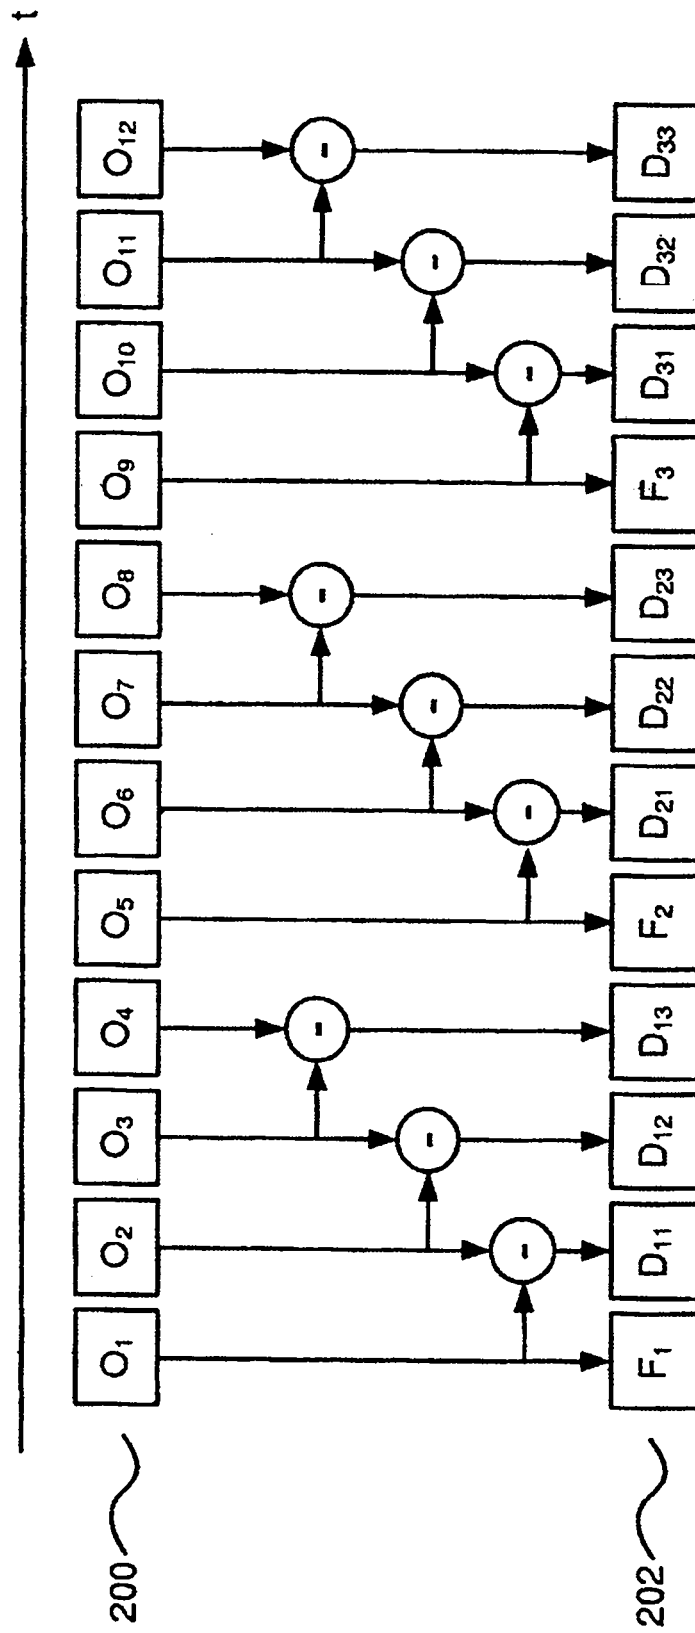 t
200 O1 O2 O3 O4 O5 O6 O7 O8 O9 O10 O11 O12
- - - - - - - - -
202 F1 D11 D12 D13 F2 D21 D22 D23 F3 D31 D32 D33